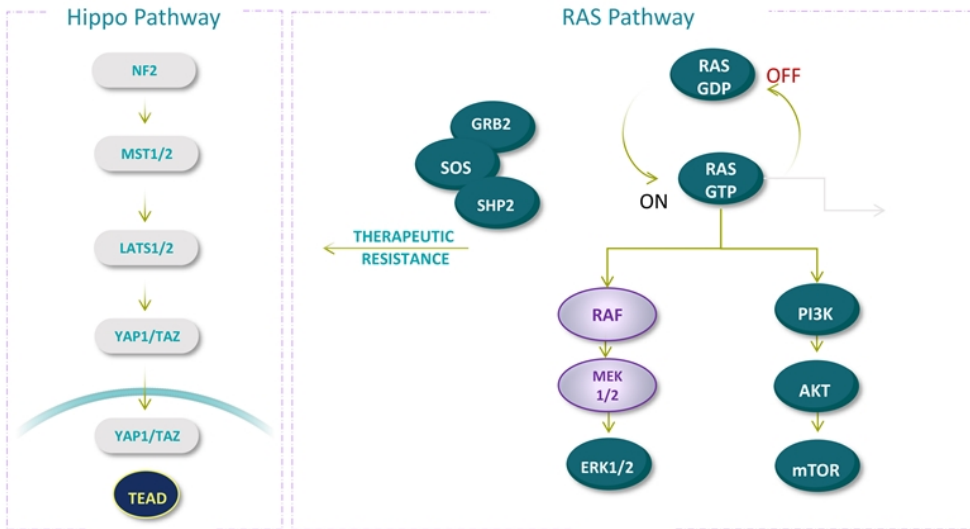 Hippo Pathway
NF2
MST1/2
LATS1/2
YAP1/TAZ
YAP1/TAZ
TEAD
RAS Pathway
RAS
GDP
OFF
GRB2
SOS
SHP2
RAS
GTP
ON
THERAPEUTIC
RESISTANCE
RAF
MEK
1/2
ERK1/2
PI3K
AKT
mTOR